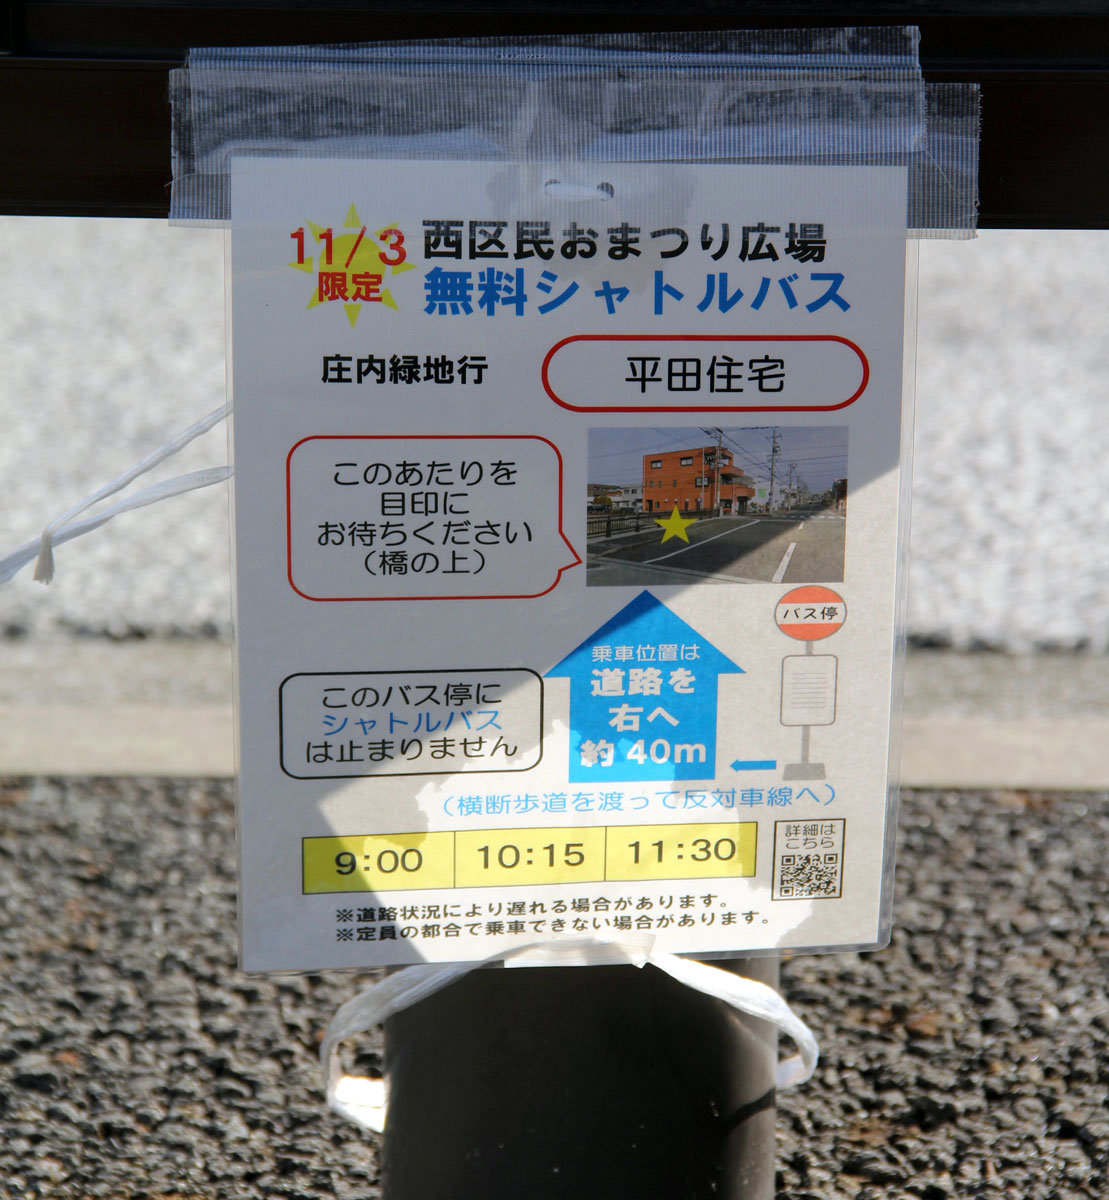 11/3
限定
西区民おまつり広場
無料シャトルバス
庄内緑地行
平田住宅
このあたりを
目印に
お待ちください
（橋の上）
バス停
乗車位置は
道路を
右へ
約40m
このバス停に
シャトルバス
は止まりません
（横断歩道を渡って反対車線へ）
9:00
10:15
11:30
詳細は
こちら
※道路状況により遅れる場合があります。
※定員の都合で乗車できない場合があります。